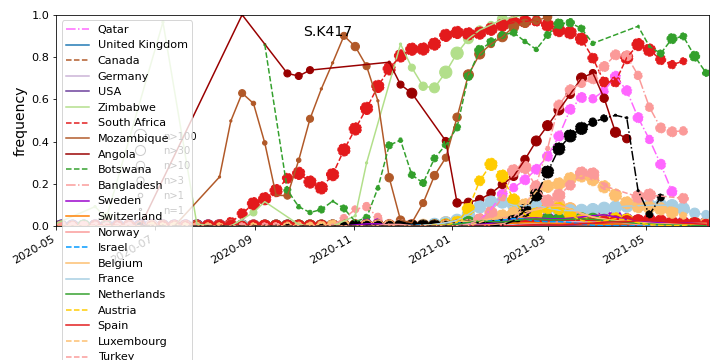 S.K417
frequency
1.0
0.8
0.6
0.4
0.2
0.0
2020-05
2020-07
2020-09
2020-11
2021-01
2021-03
2021-05
Qatar
United Kingdom
Canada
Germany
USA
Zimbabwe
South Africa
Mozambique
Angola
Botswana
Bangladesh
Sweden
Switzerland
Norway
Israel
Belgium
France
Netherlands
Austria
Spain
Luxembourg
Turkey
n>100
n>30
n>10
n>3
n>1
n=1